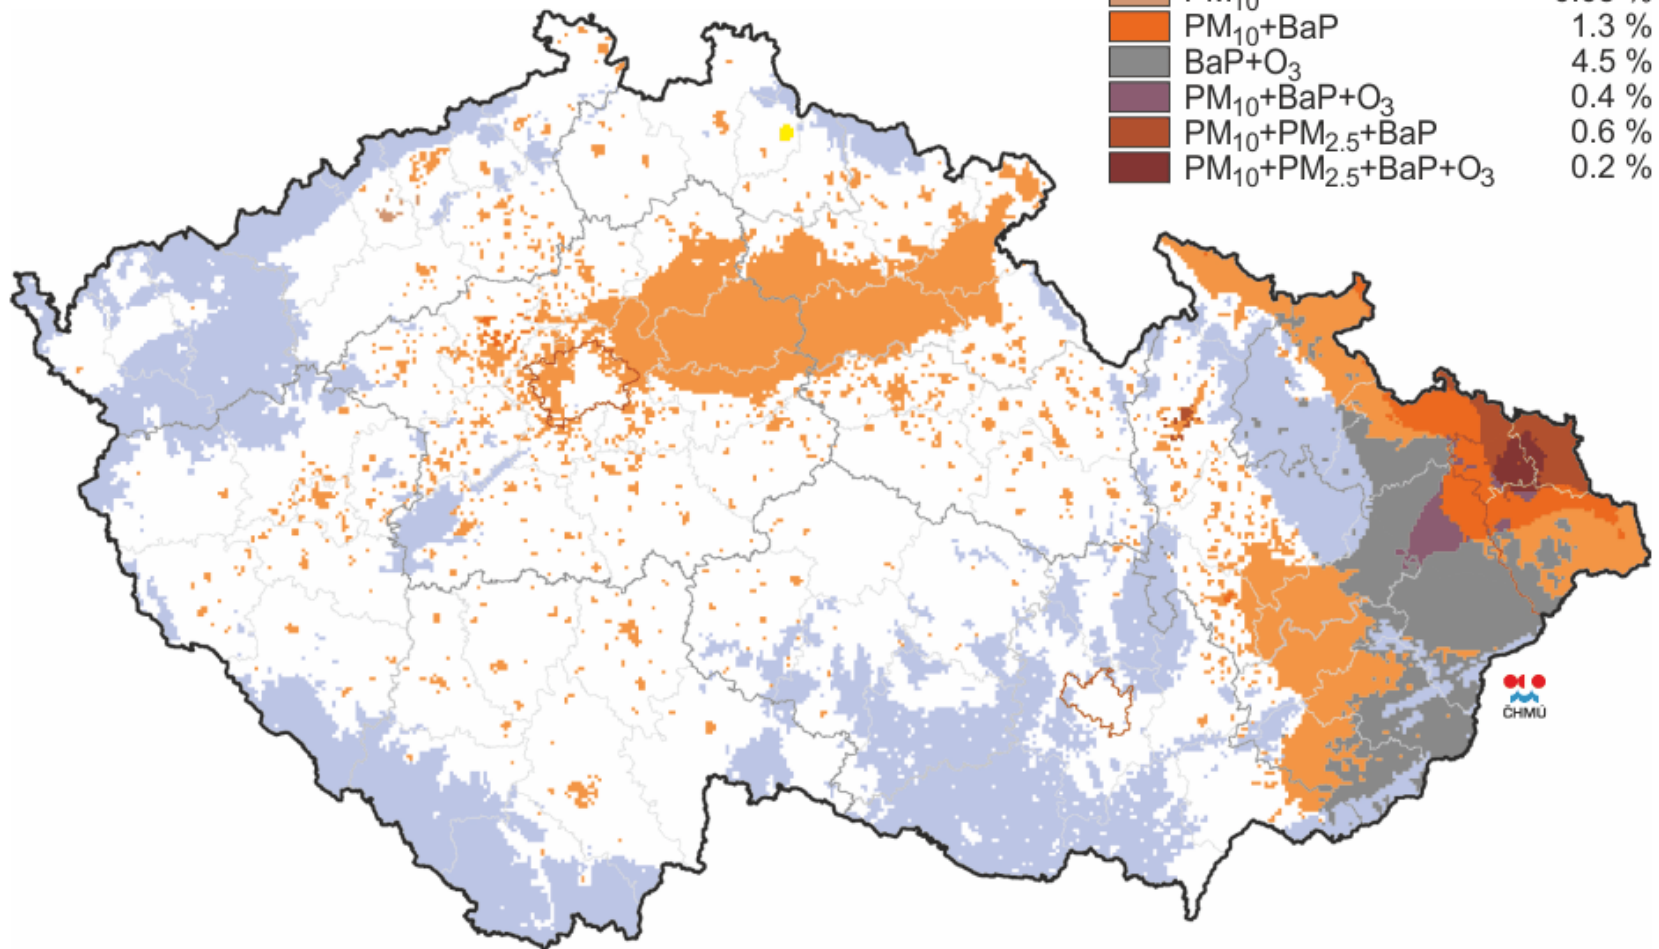 PM10
PM10+BaP 1.3 %
BaP+O3 4.5 %
PM10+BaP+O3 0.4 %
PM10+PM2.5+BaP 0.6 %
PM10+PM2.5+BaP+O3 0.2 %
ČHMÚ